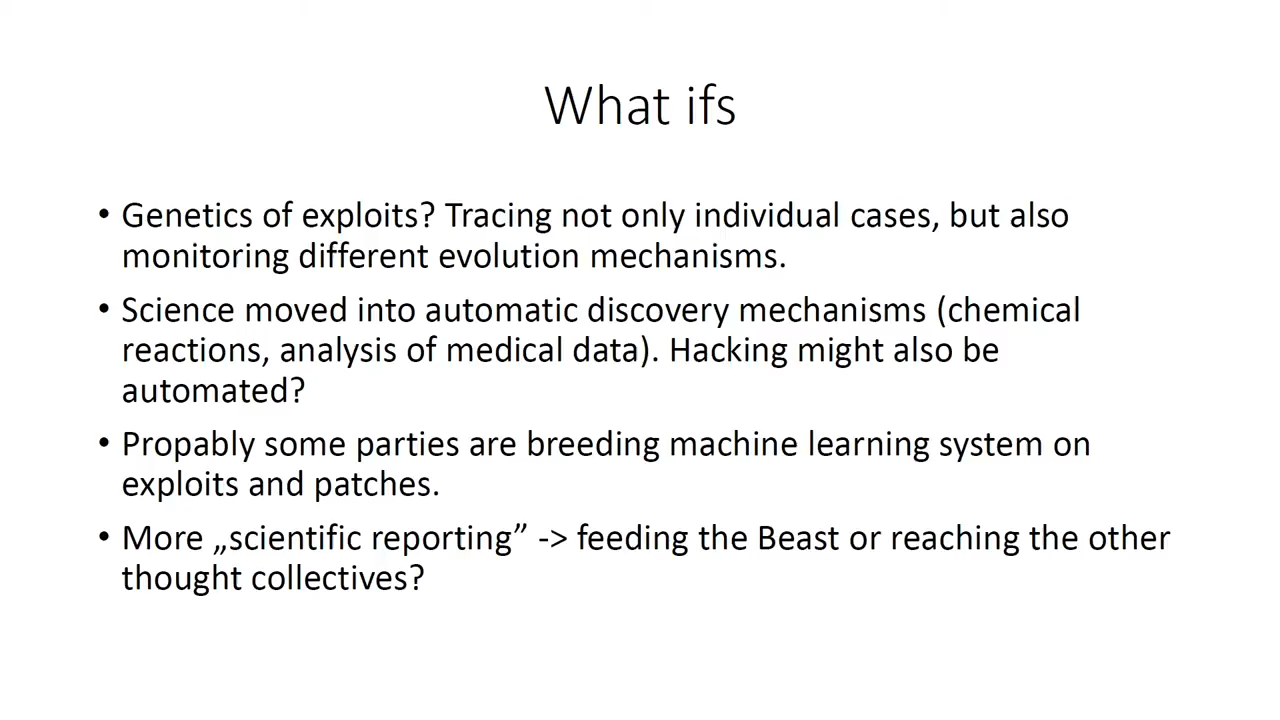 What ifs
• Genetics of exploits? Tracing not only individual cases, but also
monitoring different evolution mechanisms.
• Science moved into automatic discovery mechanisms (chemical
reactions, analysis of medical data). Hacking might also be
automated?
• Propably some parties are breeding machine learning system on
exploits and patches.
• More „scientific reporting” -> feeding the Beast or reaching the other
thought collectives?